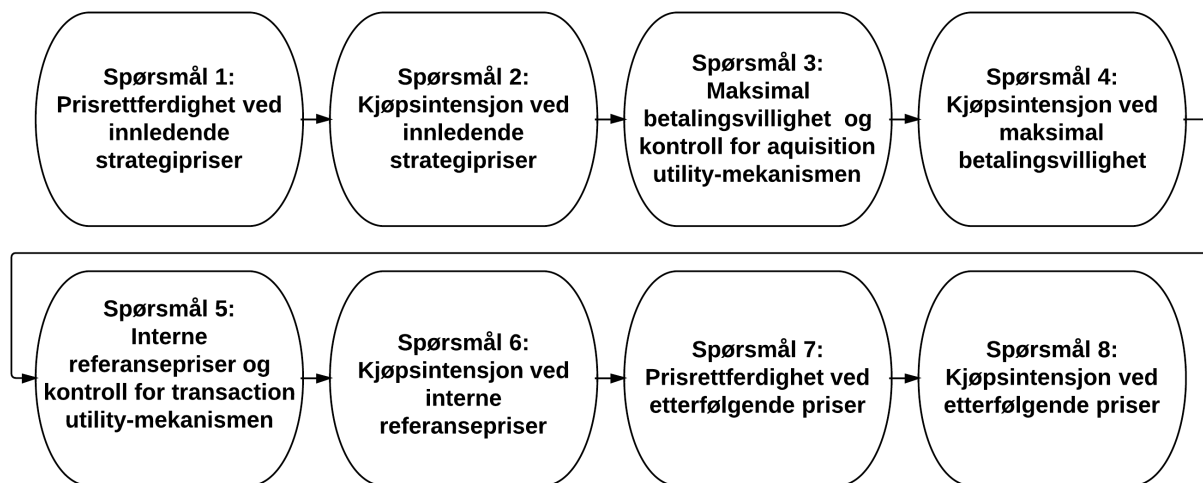 Spørsmål 1:
Prisrettferdighet ved
innledende
strategipriser
Spørsmål 2:
Kjøpsintensjon ved
innledende
strategipriser
Spørsmål 3:
Maksimal
betalingsvillighet og
kontroll for aquisition
utility-mekanismen
Spørsmål 4:
Kjøpsintensjon ved
maksimal
betalingsvillighet
Spørsmål 5:
Interne
referansepriser og
kontroll for transaction
utility-mekanismen
Spørsmål 6:
Kjøpsintensjon ved
interne
referansepriser
Spørsmål 7:
Prisrettferdighet ved
etterfølgende priser
Spørsmål 8:
Kjøpsintensjon ved
etterfølgende priser